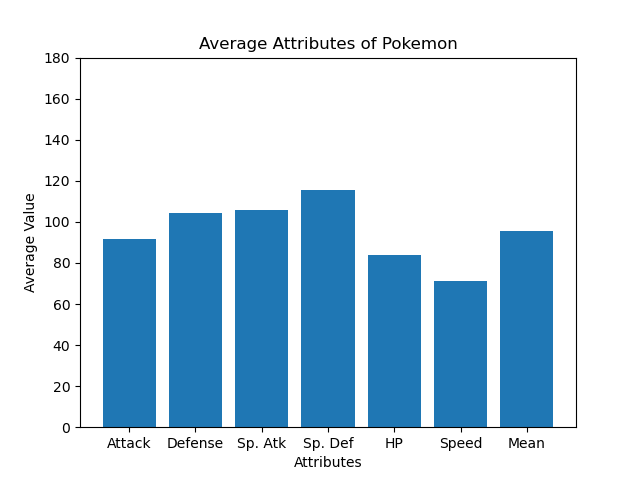 Average Attributes of Pokemon
180
160
140
120
100
80
60
40
20
0
Average Value
Attack Defense Sp. Atk Sp. Def HP Speed Mean
Attributes